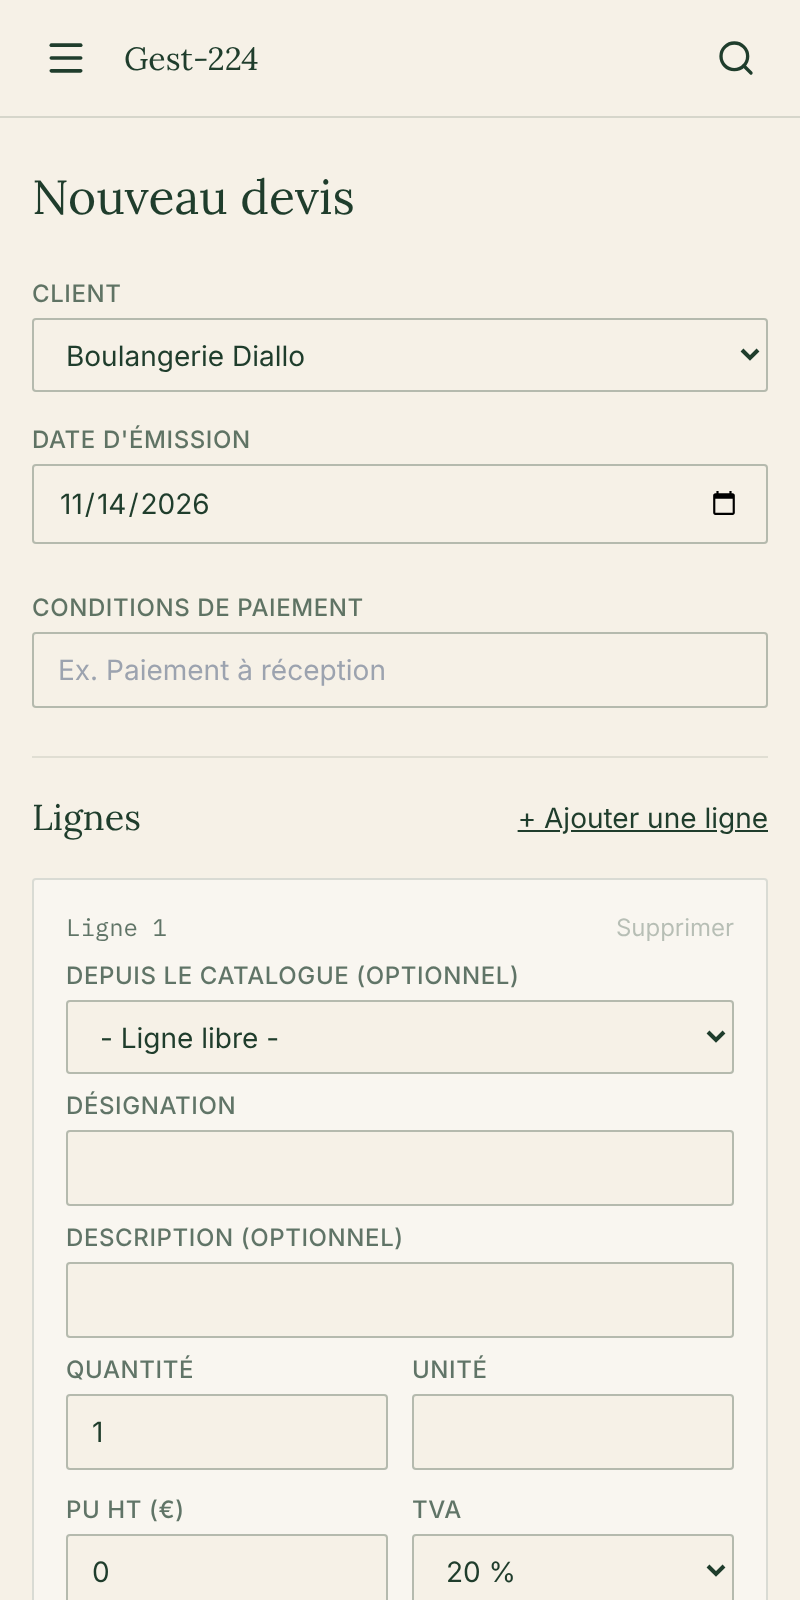 Gest-224
Nouveau devis
CLIENT
Boulangerie Diallo
DATE D'ÉMISSION
11/14/2026
CONDITIONS DE PAIEMENT
Ex. Paiement à réception
Lignes
+ Ajouter une ligne
Ligne 1
Supprimer
DEPUIS LE CATALOGUE (OPTIONNEL)
- Ligne libre -
DÉSIGNATION
DESCRIPTION (OPTIONNEL)
QUANTITÉ
UNITÉ
1
PU HT (€)
TVA
0
20 %